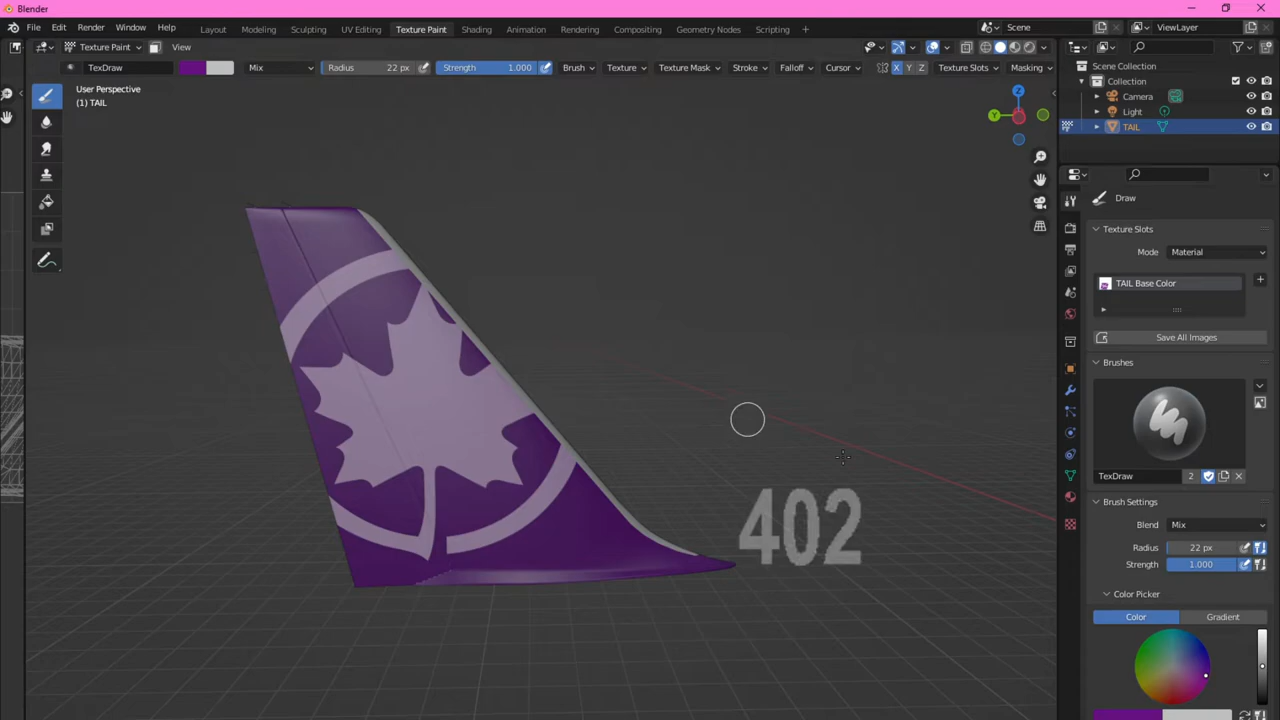 Blender
File Edit Render Window Help Layout Modeling Sculpting UV Editing Texture Paint Shading Animation Rendering Compositing Geometry Nodes Scripting + Scene ViewLayer
Texture Paint View
TexDraw Mix Radius 22 px Strength 1.000 Brush Texture Texture Mask Stroke Falloff Cursor X Y Z Texture Slots Masking
User Perspective
(1) TAIL
Z
Y
402
Scene Collection
Collection
Camera
Light
TAIL
Draw
Texture Slots
Mode Material
TAIL Base Color
Save All Images
Brushes
TexDraw 2
Brush Settings
Blend Mix
Radius 22 px
Strength 1.000
Color Picker
Color Gradient